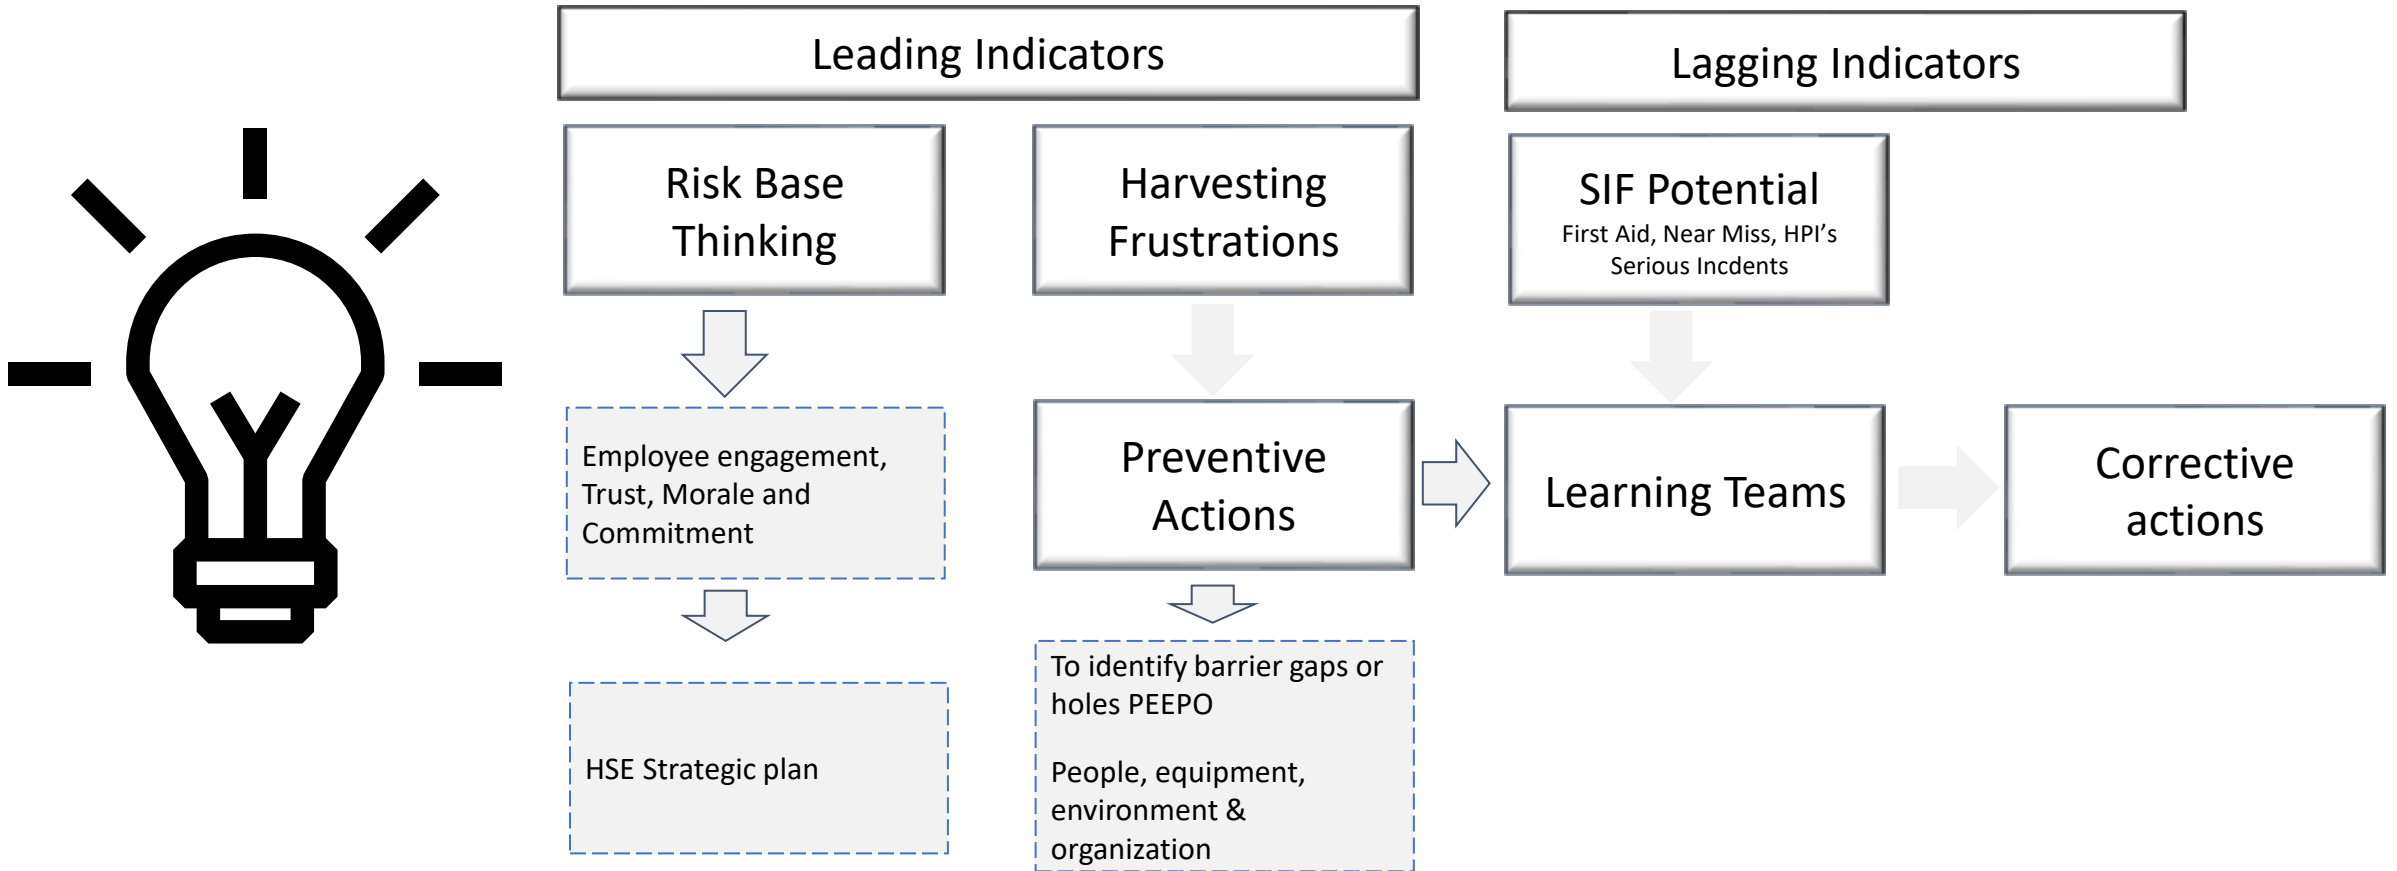 Leading Indicators
Lagging Indicators
Risk Base
Thinking
Harvesting
Frustrations
SIF Potential
First Aid, Near Miss, HPI's
Serious Incdents
Employee engagement,
Trust, Morale and
Commitment
Preventive
Actions
Learning Teams
Corrective
actions
HSE Strategic plan
To identify barrier gaps or
holes PEEPO
People, equipment,
environment &
organization